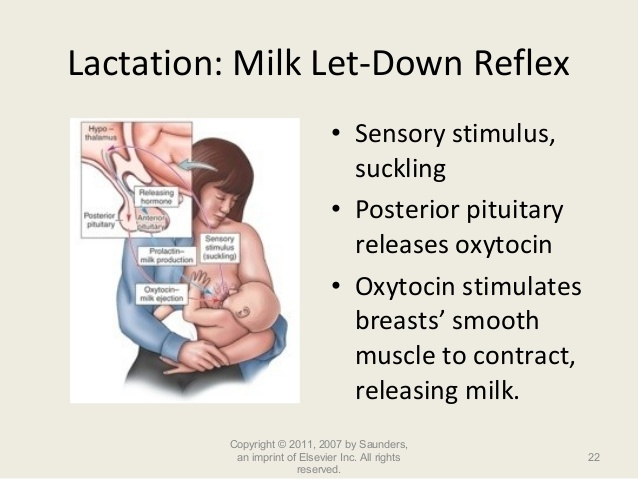 Lactation: Milk Let-Down Reflex
Hypo –
thalamus
Releasing
hormone
Posterior
pituitary
Anterior
pituitary
Prolactin–
milk production
Sensory
stimulus
(suckling)
Oxytocin–
milk ejection
• Sensory stimulus,
suckling
• Posterior pituitary
releases oxytocin
• Oxytocin stimulates
breasts’ smooth
muscle to contract,
releasing milk.
Copyright © 2011, 2007 by Saunders,
an imprint of Elsevier Inc. All rights
reserved.
22